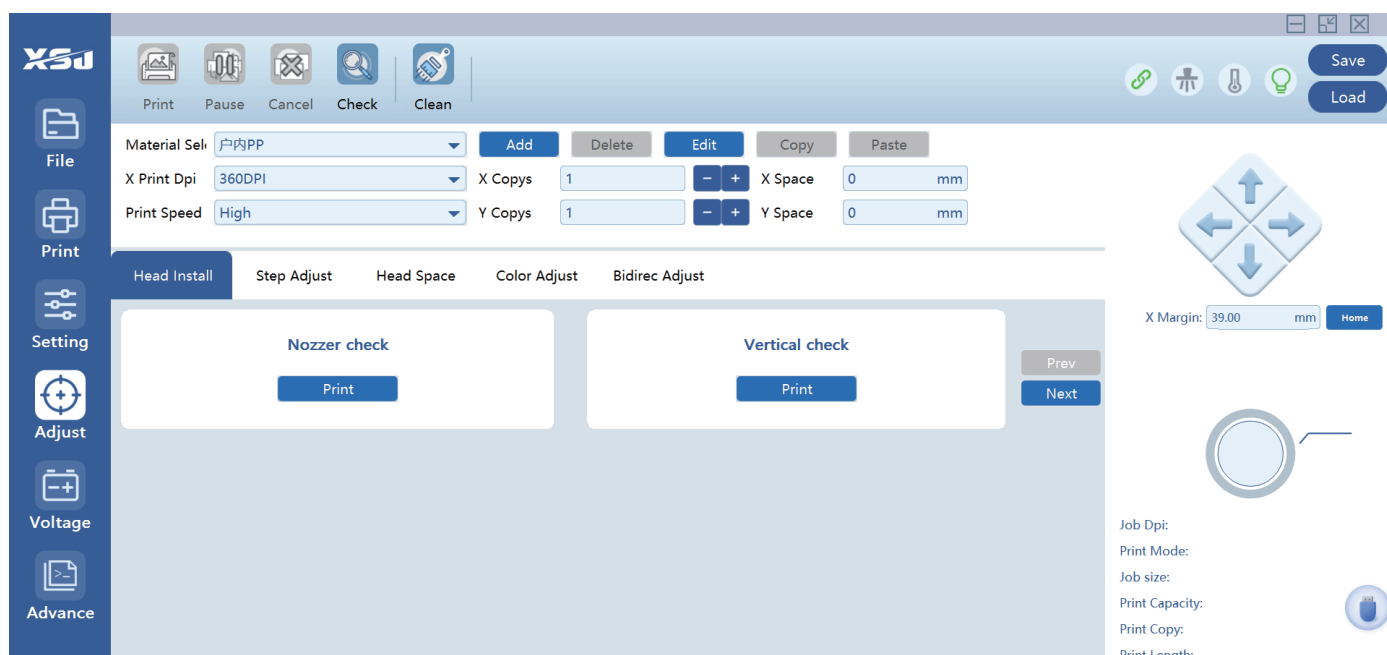 XSJ
Print Pause Cancel Check Clean
Save
Load
File
Print
Setting
Adjust
Voltage
Advance
Material Sel 户内PP Add Delete Edit Copy Paste
X Print Dpi 360DPI X Copys 1 - + X Space 0 mm
Print Speed High Y Copys 1 - + Y Space 0 mm
Head Install Step Adjust Head Space Color Adjust Bidirec Adjust
Nozzer check
Print
Vertical check
Print
Prev
Next
X Margin: 39.00 mm Home
Job Dpi:
Print Mode:
Job size:
Print Capacity:
Print Copy:
Print Length: